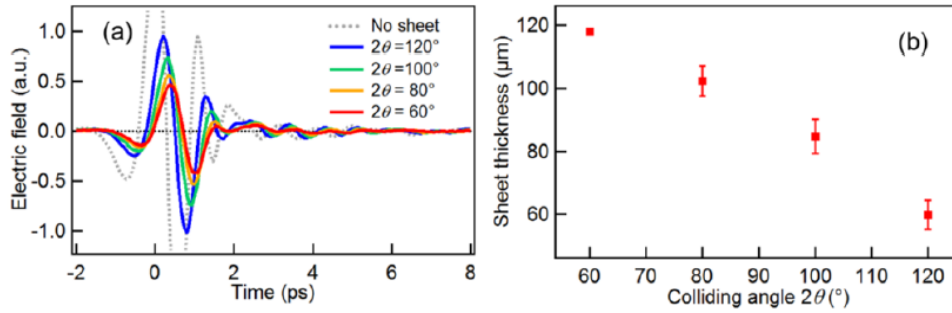 (a)
No sheet
2θ =120°
2θ =100°
2θ = 80°
2θ = 60°
1.0
0.5
0.0
-0.5
-1.0
Electric field (a.u.)
-2 0 2 4 6 8
Time (ps)
(b)
120
100
80
60
Sheet thickness (µm)
60 70 80 90 100 110 120
Colliding angle 2θ (°)